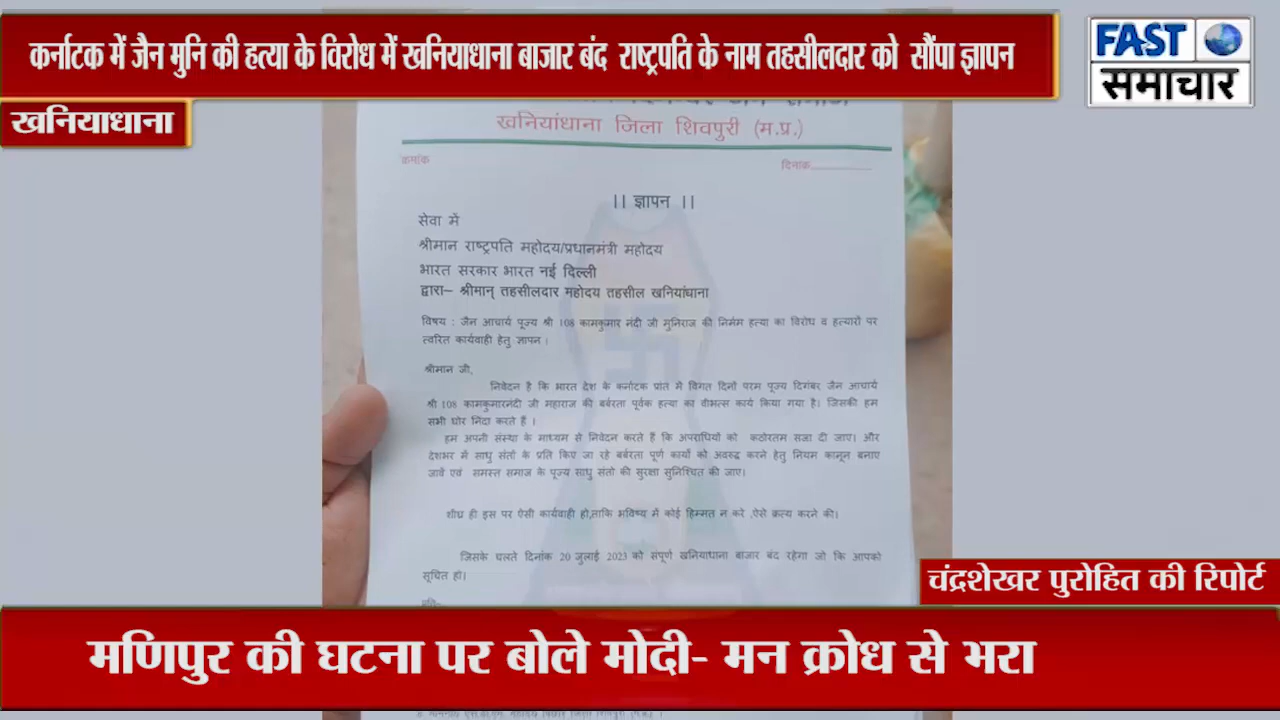 कर्नाटक में जैन मुनि की हत्या के विरोध में खनियाधाना बाजार बंद राष्ट्रपति के नाम तहसीलदार को सौंपा ज्ञापन
FAST
समाचार
खनियाधाना
खनियांधाना जिला शिवपुरी (म.प्र.)
क्रमांक
दिनांक
।। ज्ञापन ।।
सेवा में
श्रीमान राष्ट्रपति महोदय/प्रधानमंत्री महोदय
भारत सरकार भारत नई दिल्ली
द्वारा– श्रीमान् तहसीलदार महोदय तहसील खनियांधाना
विषय : जैन आचार्य पूज्य श्री 108 कामकुमार नंदी जी मुनिराज की निर्मम हत्या का विरोध व हत्यारों पर
त्वरित कार्यवाही हेतु ज्ञापन ।
श्रीमान जी,
निवेदन है कि भारत देश के कर्नाटक प्रांत में विगत दिनों परम पूज्य दिगंबर जैन आचार्य
श्री 108 कामकुमारनंदी जी महाराज की बर्बरता पूर्वक हत्या का वीभत्स कार्य किया गया है। जिसकी हम
सभी घोर निंदा करते हैं ।
हम अपनी संस्था के माध्यम से निवेदन करते हैं कि अपराधियों को कठोरतम सजा दी जाए। और
देशभर में साधु संतों के प्रति किए जा रहे बर्बरता पूर्ण कार्यो को अवरुद्ध करने हेतु नियम कानून बनाए
जावें एवं समस्त समाज के पूज्य साधु संतो की सुरक्षा सुनिश्चित की जाए।
शीघ्र ही इस पर ऐसी कार्यवाही हो,ताकि भविष्य में कोई हिम्मत न करे ,ऐसे क्रत्य करने की।
जिसके चलते दिनांक 20 जुलाई 2023 को संपूर्ण खनियाधाना बाजार बंद रहेगा जो कि आपको
सूचित हो।
चंद्रशेखर पुरोहित की रिपोर्ट
मणिपुर की घटना पर बोले मोदी- मन क्रोध से भरा